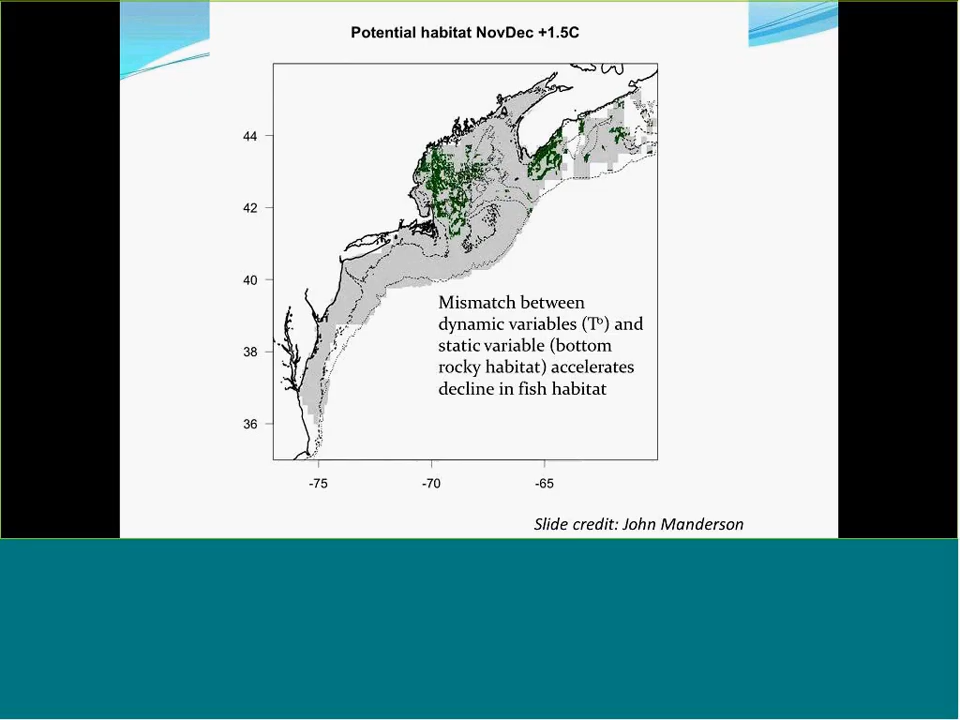 Potential habitat NovDec +1.5C
44
42
40
38
36
Mismatch between
dynamic variables (Tº) and
static variable (bottom
rocky habitat) accelerates
decline in fish habitat
-75
-70
-65
Slide credit: John Manderson